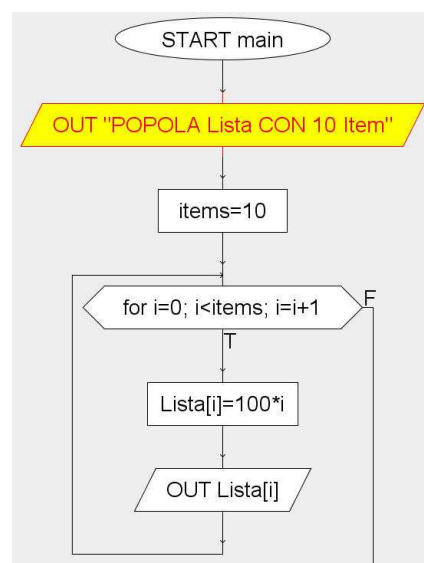 START main
OUT "POPOLA Lista CON 10 Item"
items=10
for i=0; i<items; i=i+1
F
T
Lista[i]=100*i
OUT Lista[i]